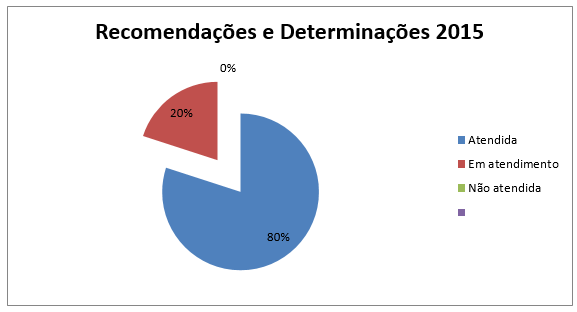 Recomendações e Determinações 2015
0%
20%
80%
Atendida
Em atendimento
Não atendida